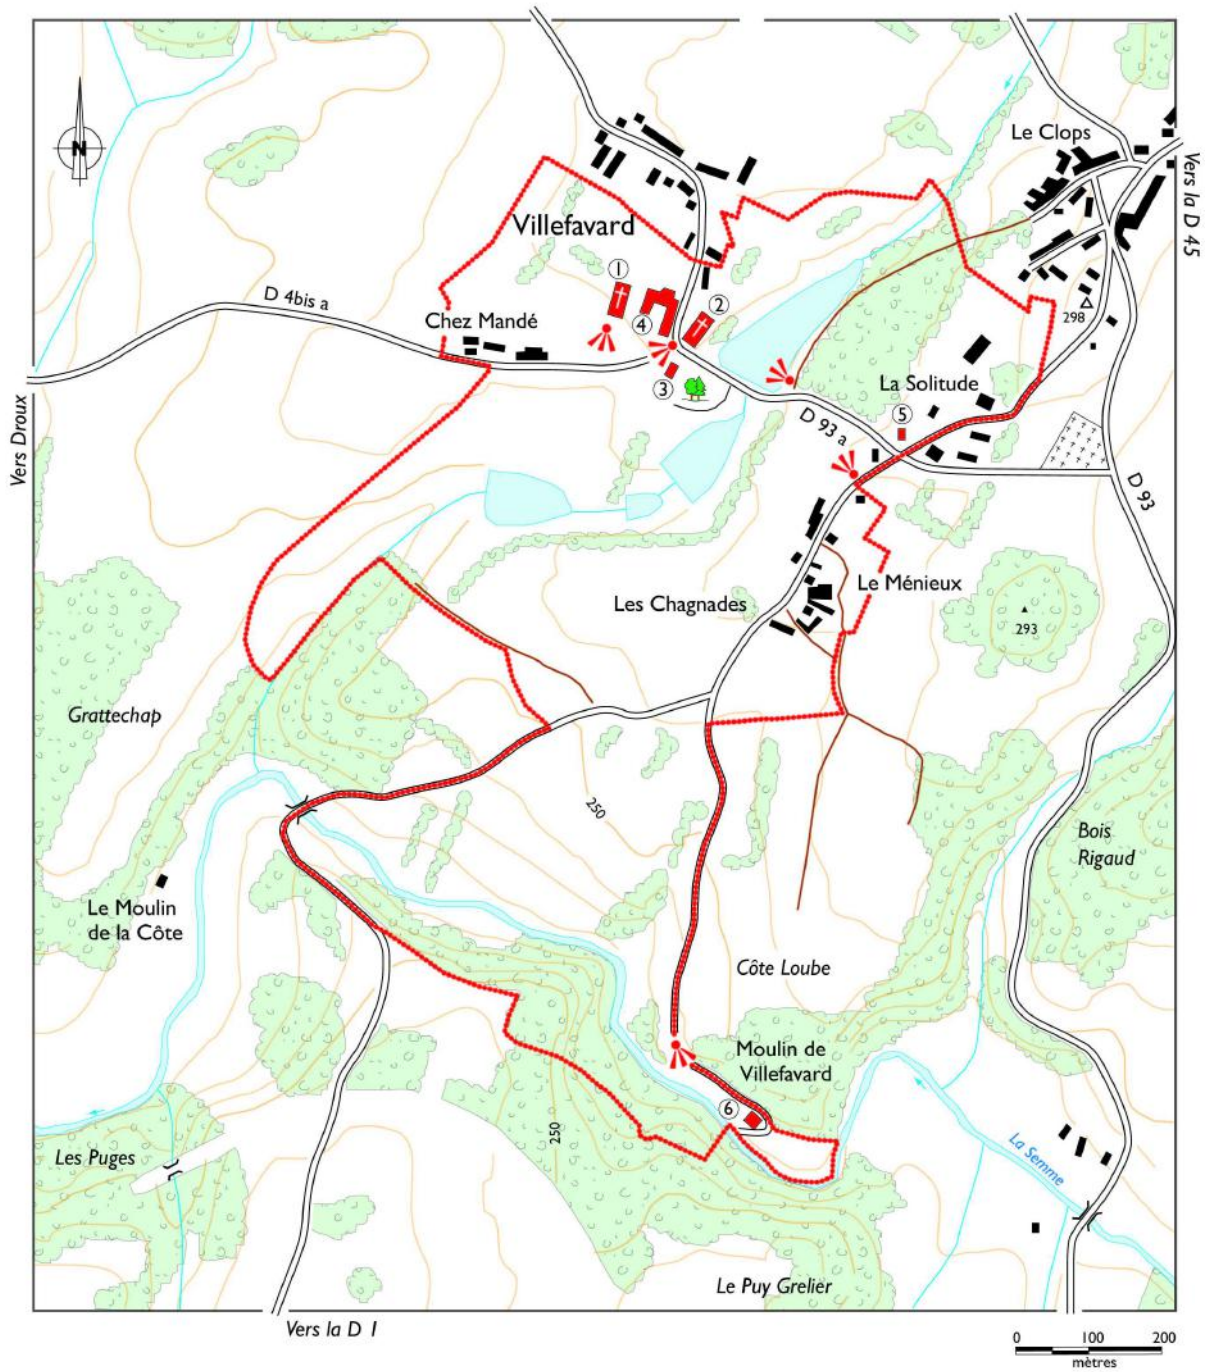 Le Clops
N
Vers la D 45
Villefavard
1
2
D 4bis a
Chez Mandé
4
298
3
La Solitude
5
D 93 a
Vers Droux
D 93
Le Ménieux
Les Chagnades
293
Grattechap
250
Bois
Rigaud
Le Moulin
de la Côte
Côte Loube
Moulin de
Villefavard
6
250
La Semme
Les Puges
Le Puy Grelier
Vers la D 1
0 100 200
mètres